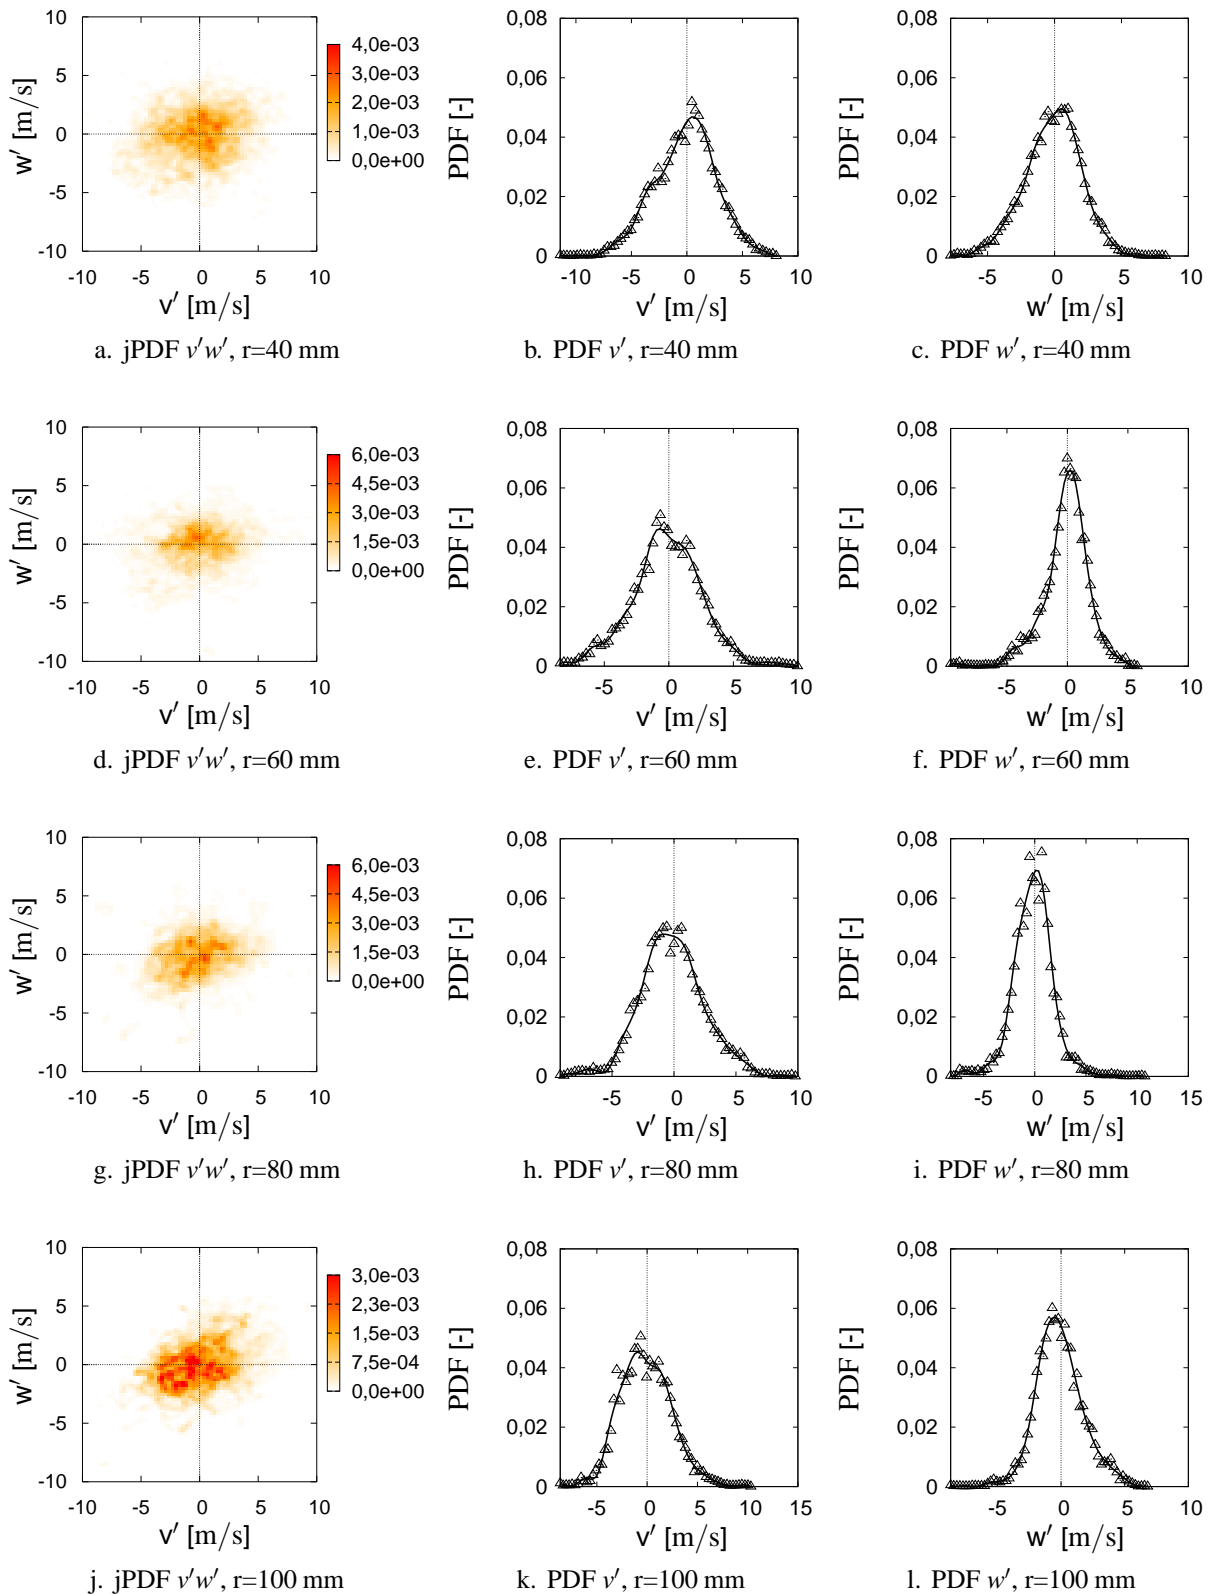 10
5
0
-5
-10
-10 -5 0 5 10
w′ [m/s]
v′ [m/s]
4,0e-03
3,0e-03
2,0e-03
1,0e-03
0,0e+00
a. jPDF v′w′, r=40 mm
0,08
0,06
0,04
0,02
0
-10 -5 0 5 10
PDF [-]
v′ [m/s]
b. PDF v′, r=40 mm
0,08
0,06
0,04
0,02
0
-5 0 5 10
PDF [-]
w′ [m/s]
c. PDF w′, r=40 mm
10
5
0
-5
-10
-10 -5 0 5 10
w′ [m/s]
v′ [m/s]
6,0e-03
4,5e-03
3,0e-03
1,5e-03
0,0e+00
d. jPDF v′w′, r=60 mm
0,08
0,06
0,04
0,02
0
-5 0 5 10
PDF [-]
v′ [m/s]
e. PDF v′, r=60 mm
0,08
0,06
0,04
0,02
0
-5 0 5 10
PDF [-]
w′ [m/s]
f. PDF w′, r=60 mm
10
5
0
-5
-10
-10 -5 0 5 10
w′ [m/s]
v′ [m/s]
6,0e-03
4,5e-03
3,0e-03
1,5e-03
0,0e+00
g. jPDF v′w′, r=80 mm
0,08
0,06
0,04
0,02
0
-5 0 5 10
PDF [-]
v′ [m/s]
h. PDF v′, r=80 mm
0,08
0,06
0,04
0,02
0
-5 0 5 10 15
PDF [-]
w′ [m/s]
i. PDF w′, r=80 mm
10
5
0
-5
-10
-10 -5 0 5 10
w′ [m/s]
v′ [m/s]
3,0e-03
2,3e-03
1,5e-03
7,5e-04
0,0e+00
j. jPDF v′w′, r=100 mm
0,08
0,06
0,04
0,02
0
-5 0 5 10 15
PDF [-]
v′ [m/s]
k. PDF v′, r=100 mm
0,08
0,06
0,04
0,02
0
-5 0 5 10
PDF [-]
w′ [m/s]
l. PDF w′, r=100 mm